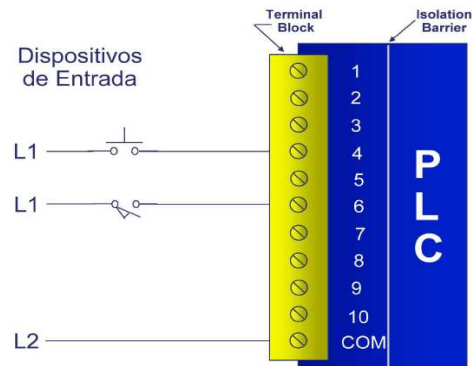 Terminal
Block
Isolation
Barrier
Dispositivos
de Entrada
1
2
3
L1
4
5
L1
6
7
8
9
10
L2
COM
P
L
C